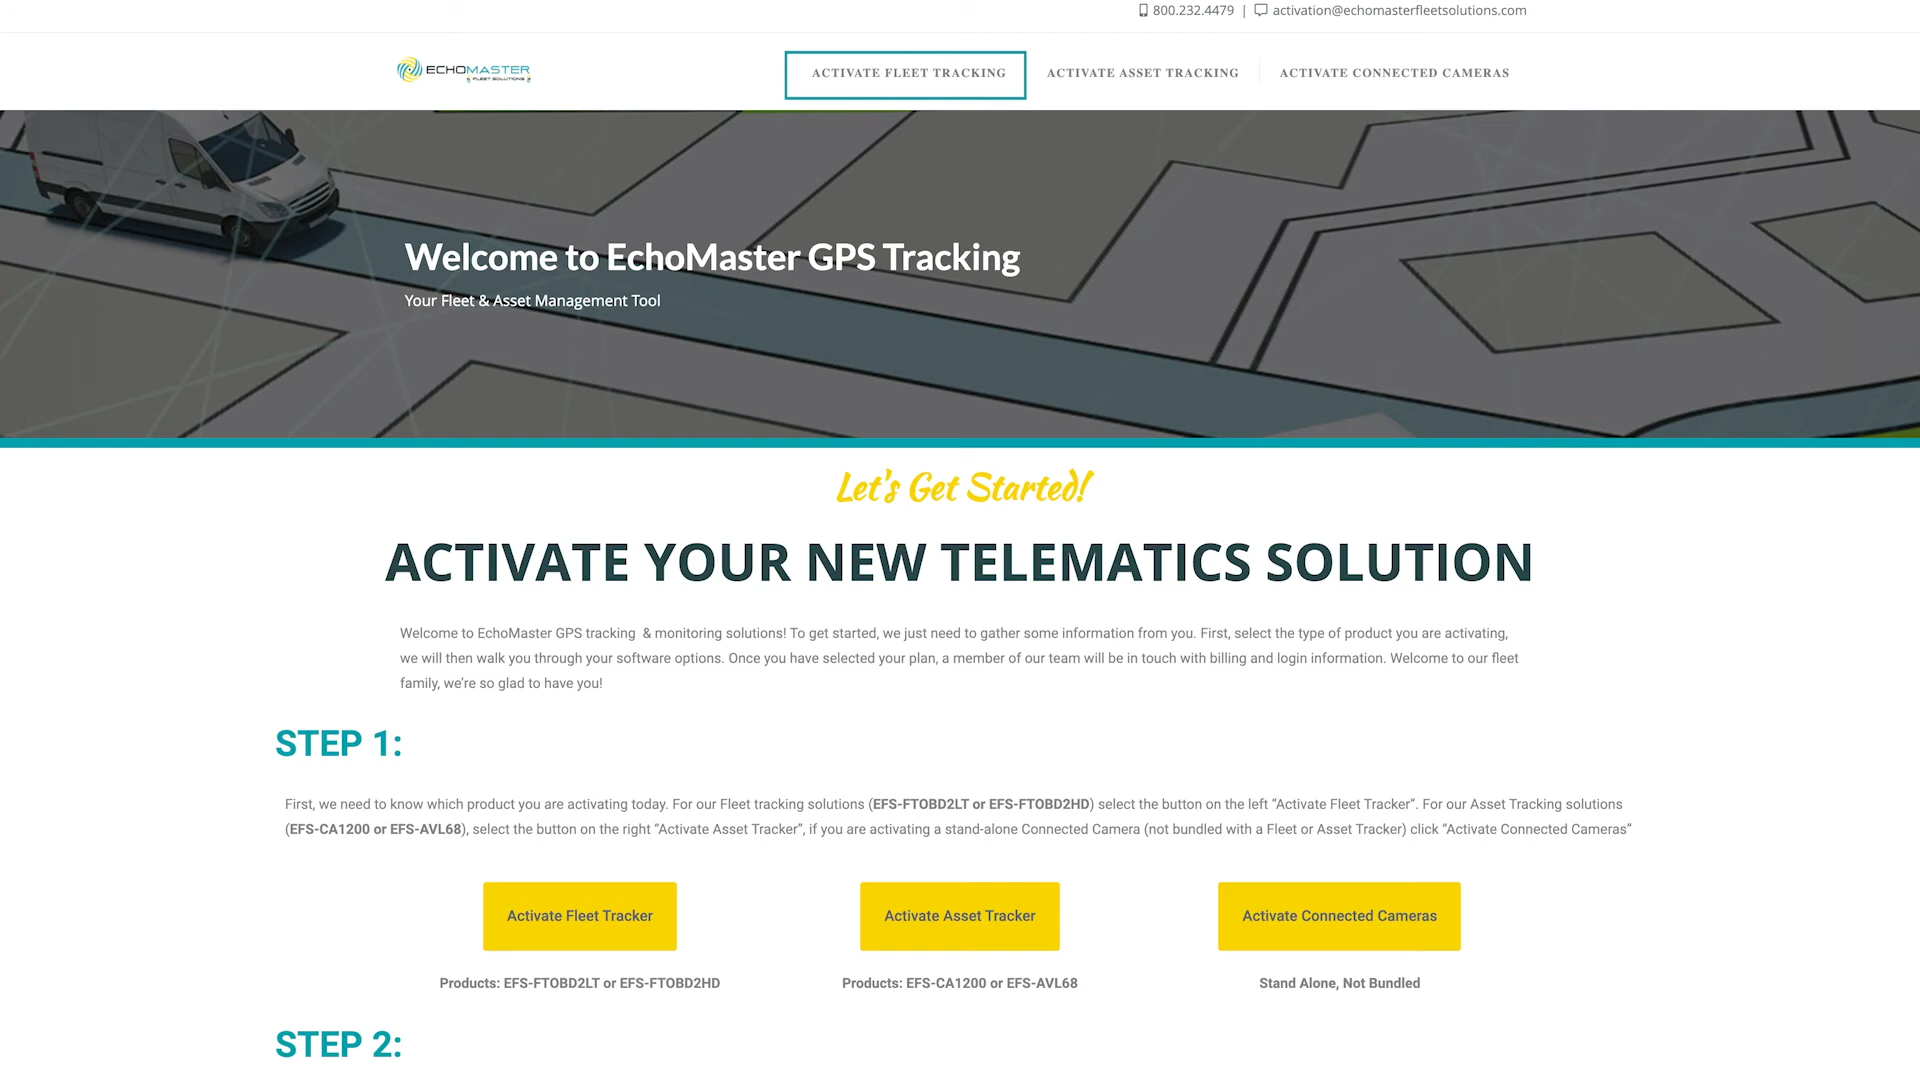 800.232.4479 | activation@echomasterfleetsolutions.com
ECHOMASTER
FLEET SOLUTIONS
ACTIVATE FLEET TRACKING
ACTIVATE ASSET TRACKING
ACTIVATE CONNECTED CAMERAS
Welcome to EchoMaster GPS Tracking
Your Fleet & Asset Management Tool
Let's Get Started!
ACTIVATE YOUR NEW TELEMATICS SOLUTION
Welcome to EchoMaster GPS tracking & monitoring solutions! To get started, we just need to gather some information from you. First, select the type of product you are activating,
we will then walk you through your software options. Once you have selected your plan, a member of our team will be in touch with billing and login information. Welcome to our fleet
family, we’re so glad to have you!
STEP 1:
First, we need to know which product you are activating today. For our Fleet tracking solutions (EFS-FTOBD2LT or EFS-FTOBD2HD) select the button on the left “Activate Fleet Tracker”. For our Asset Tracking solutions
(EFS-CA1200 or EFS-AVL68), select the button on the right “Activate Asset Tracker”, if you are activating a stand-alone Connected Camera (not bundled with a Fleet or Asset Tracker) click “Activate Connected Cameras”
Activate Fleet Tracker
Activate Asset Tracker
Activate Connected Cameras
Products: EFS-FTOBD2LT or EFS-FTOBD2HD
Products: EFS-CA1200 or EFS-AVL68
Stand Alone, Not Bundled
STEP 2: